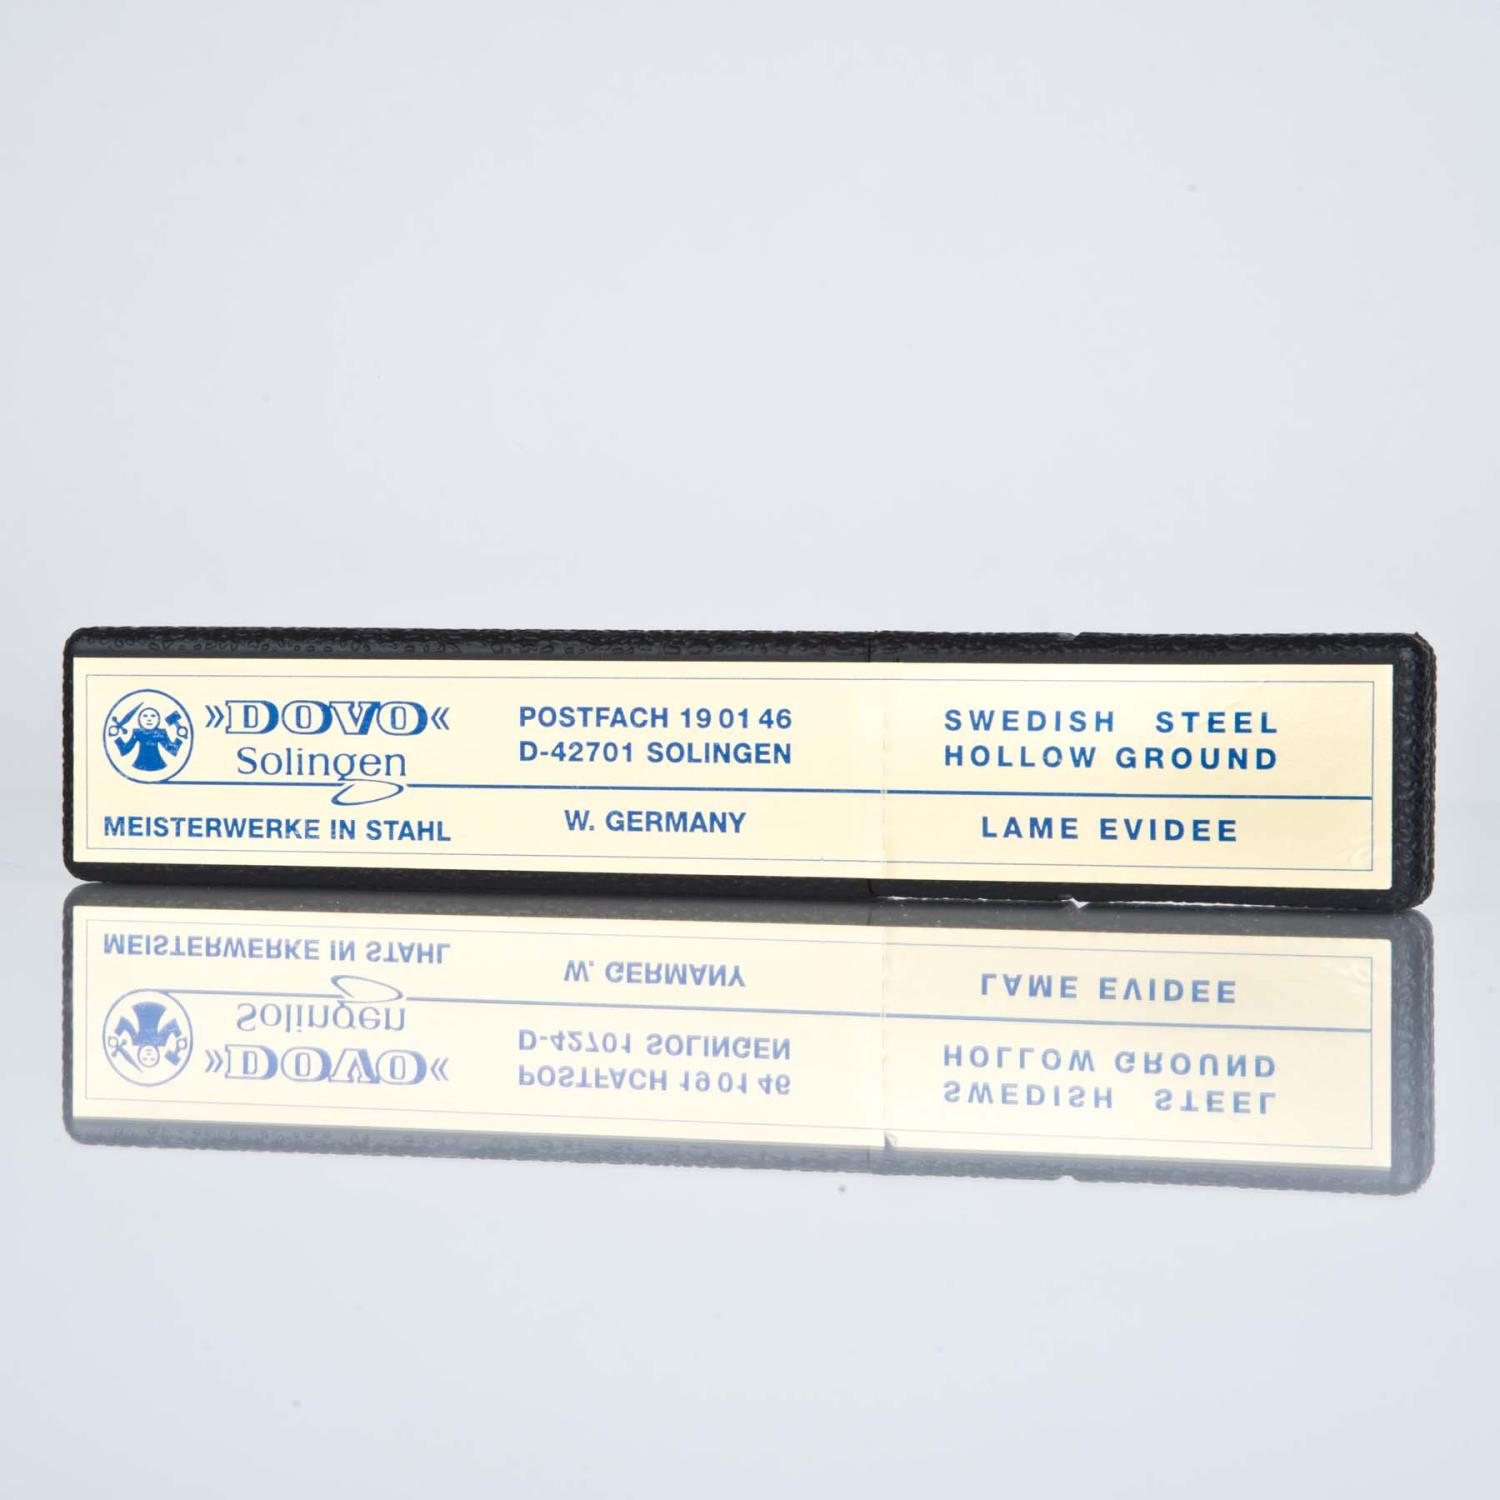 »DOVO«
Solingen
MEISTERWERKE IN STAHL
POSTFACH 19 01 46
D-42701 SOLINGEN
W. GERMANY
SWEDISH STEEL
HOLLOW GROUND
LAME EVIDEE